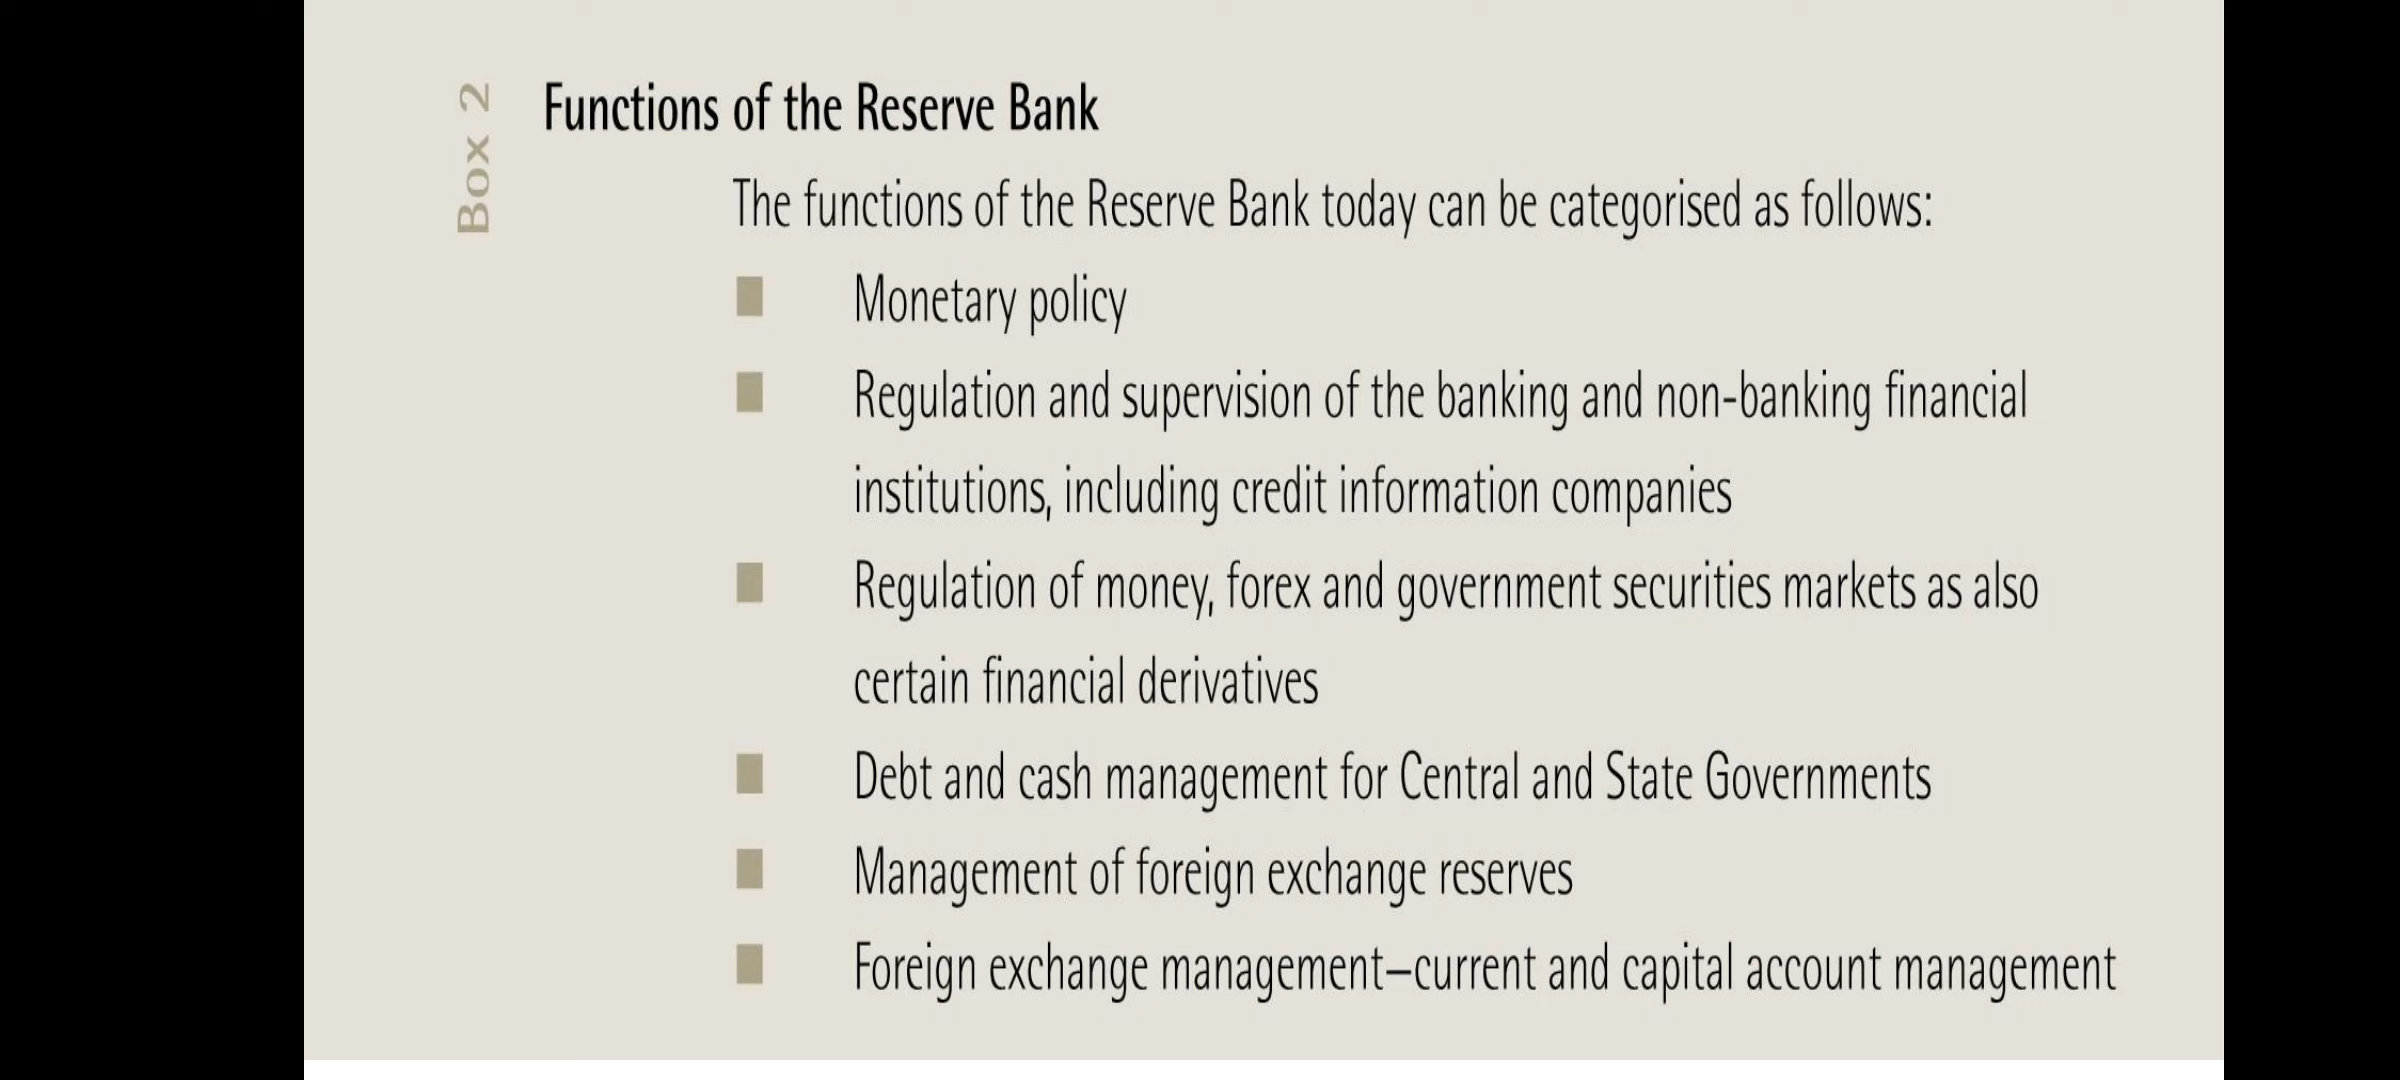 Box 2
Functions of the Reserve Bank
The functions of the Reserve Bank today can be categorised as follows:
■ Monetary policy
■ Regulation and supervision of the banking and non-banking financial
institutions, including credit information companies
■ Regulation of money, forex and government securities markets as also
certain financial derivatives
■ Debt and cash management for Central and State Governments
■ Management of foreign exchange reserves
■ Foreign exchange management–current and capital account management